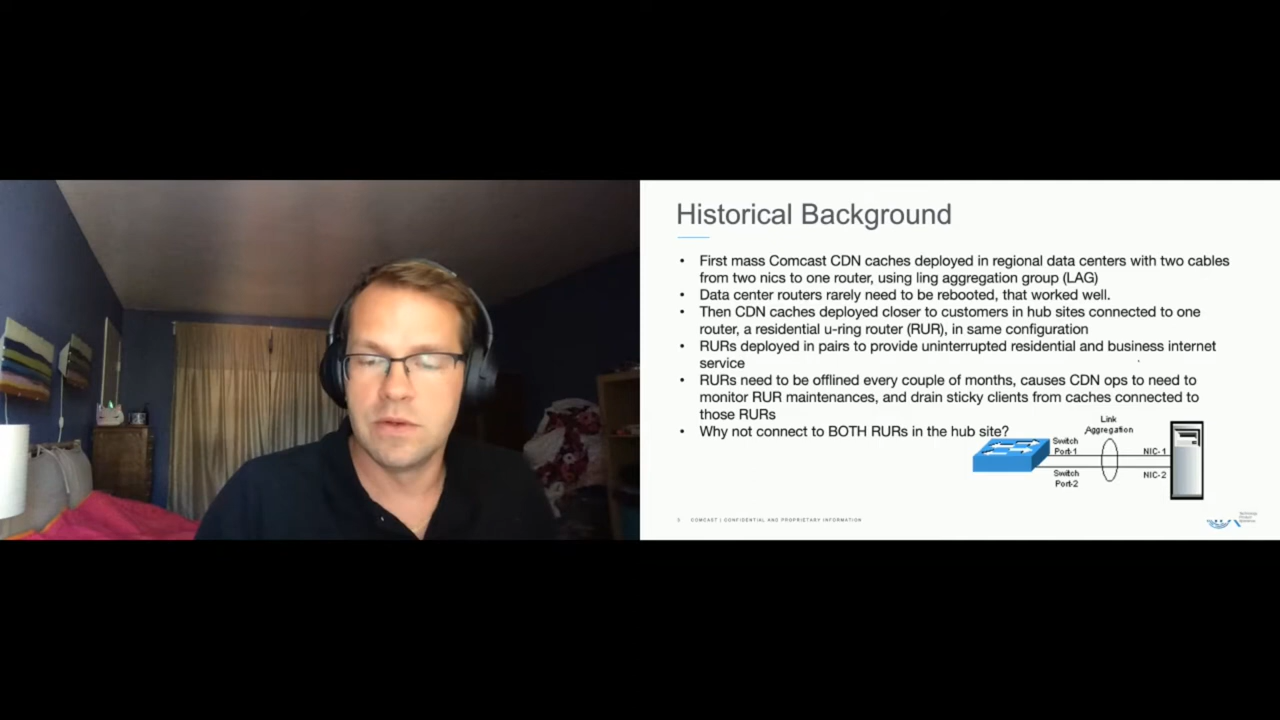 Historical Background
• First mass Comcast CDN caches deployed in regional data centers with two cables
from two nics to one router, using ling aggregation group (LAG)
• Data center routers rarely need to be rebooted, that worked well.
• Then CDN caches deployed closer to customers in hub sites connected to one
router, a residential u-ring router (RUR), in same configuration
• RURs deployed in pairs to provide uninterrupted residential and business internet
service
• RURs need to be offlined every couple of months, causes CDN ops to need to
monitor RUR maintenances, and drain sticky clients from caches connected to
those RURs
• Why not connect to BOTH RURs in the hub site?
Link
Aggregation
Switch
Port-1
NIC-1
Switch
Port-2
NIC-2
3 COMCAST | CONFIDENTIAL AND PROPRIETARY INFORMATION